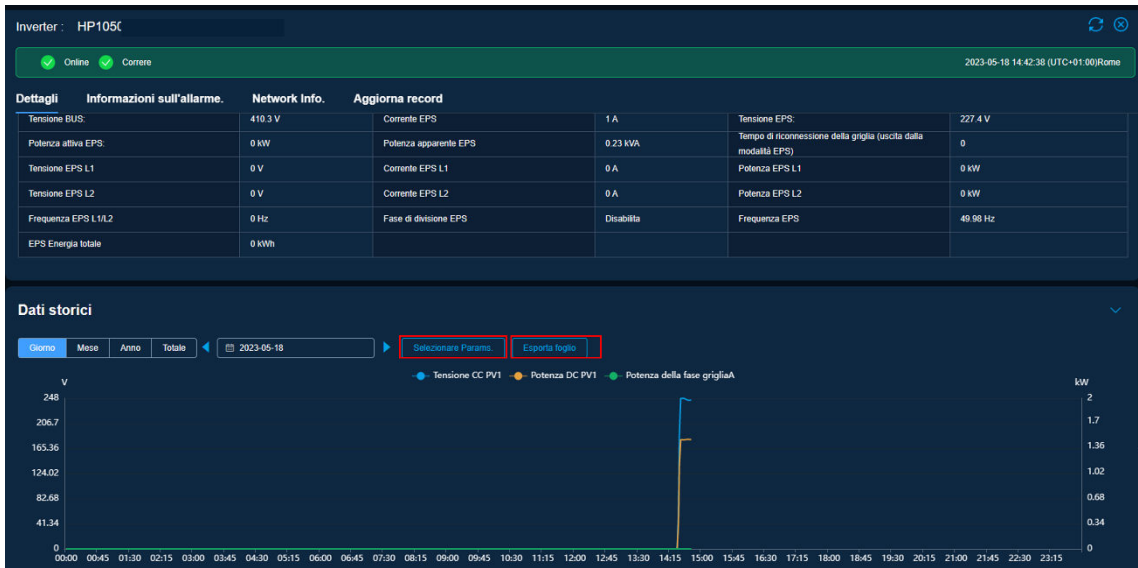 Inverter : HP1050
Online Correre 2023-05-18 14:42:38 (UTC+01:00)Rome
Dettagli Informazioni sull'allarme. Network Info. Aggiorna record
Tensione BUS: 410.3 V Corrente EPS 1 A Tensione EPS: 227.4 V
Potenza attiva EPS: 0 kW Potenza apparente EPS 0.23 kVA Tempo di riconnessione della griglia (uscita dalla
modalità EPS) 0
Tensione EPS L1 0 V Corrente EPS L1 0 A Potenza EPS L1 0 kW
Tensione EPS L2 0 V Corrente EPS L2 0 A Potenza EPS L2 0 kW
Frequenza EPS L1/L2 0 Hz Fase di divisione EPS Disabilita Frequenza EPS 49.98 Hz
EPS Energia totale 0 kWh
Dati storici
Giorno Mese Anno Totale 2023-05-18 Selezionare Params. Esporta foglio
Tensione CC PV1 Potenza DC PV1 Potenza della fase grigliaA
V kW
248 2
206.7 1.7
165.36 1.36
124.02 1.02
82.68 0.68
41.34 0.34
0 0
00:00 00:45 01:30 02:15 03:00 03:45 04:30 05:15 06:00 06:45 07:30 08:15 09:00 09:45 10:30 11:15 12:00 12:45 13:30 14:15 15:00 15:45 16:30 17:15 18:00 18:45 19:30 20:15 21:00 21:45 22:30 23:15